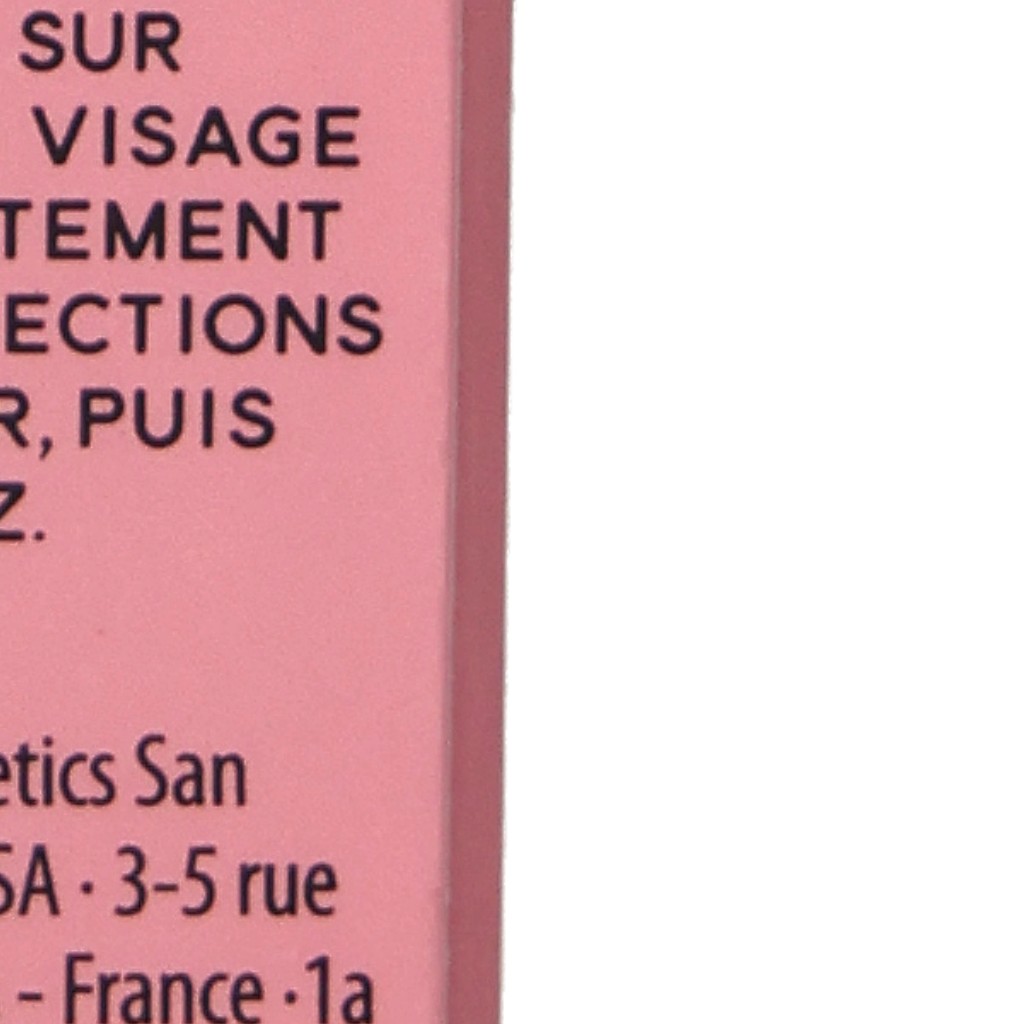 SUR
VISAGE
TEMENT
ECTIONS
R, PUIS
Z.
etics San
SA · 3-5 rue
- France · 1a